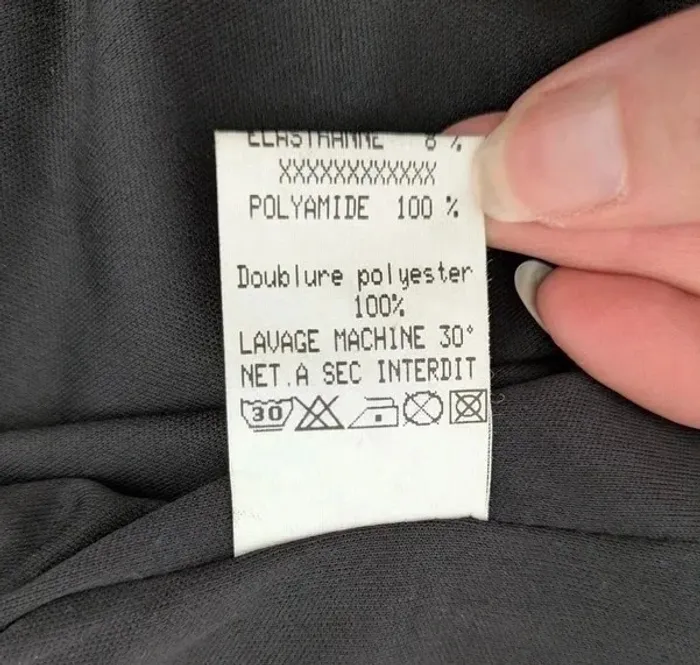 ELASTHANNE 8 %
XXXXXXXXXXXX
POLYAMIDE 100 %
Doublure polyester
100%
LAVAGE MACHINE 30°
NET.A SEC INTERDIT
30